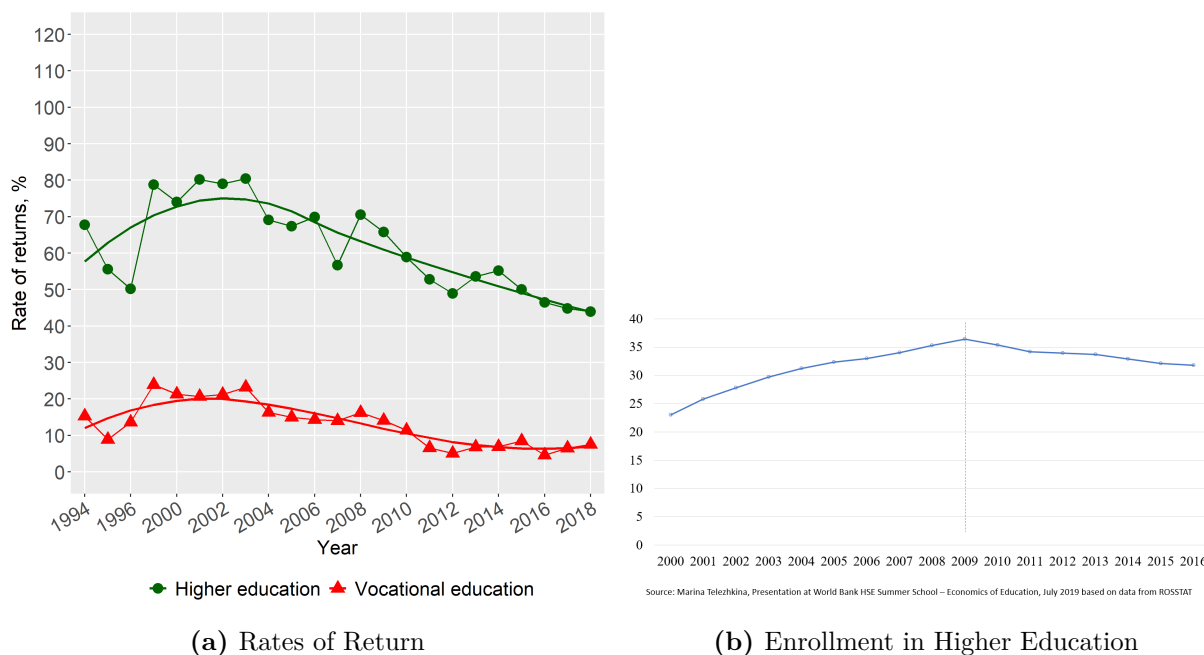 120
110
100
90
80
70
60
50
40
30
20
10
0
Rate of returns, %
1994 1996 2000 2002 2004 2006 2008 2010 2012 2014 2016 2018
Year
Higher education Vocational education
(a) Rates of Return
40
35
30
25
20
15
10
5
0
2000 2001 2002 2003 2004 2005 2006 2007 2008 2009 2010 2011 2012 2013 2014 2015 2016
Source: Marina Telezhkina, Presentation at World Bank HSE Summer School – Economics of Education, July 2019 based on data from ROSSTAT
(b) Enrollment in Higher Education